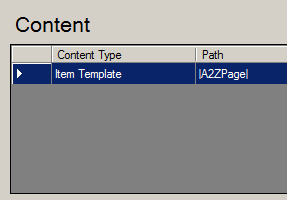 Content
Content Type Path
Item Template |A2ZPage|